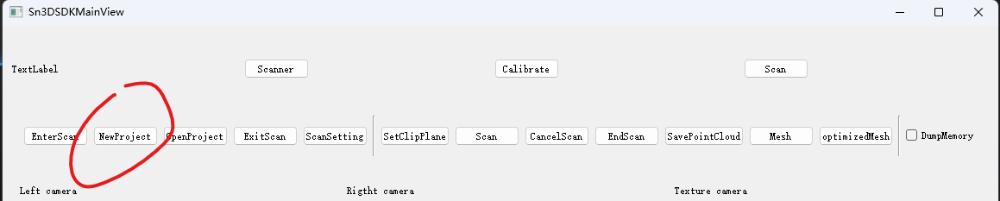 Sn3DSDKMainView
TextLabel Scanner Calibrate Scan
EnterScan NewProject OpenProject ExitScan ScanSetting SetClipPlane Scan CancelScan EndScan SavePointCloud Mesh optimizedMesh DumpMemory
Left camera Rigtht camera Texture camera